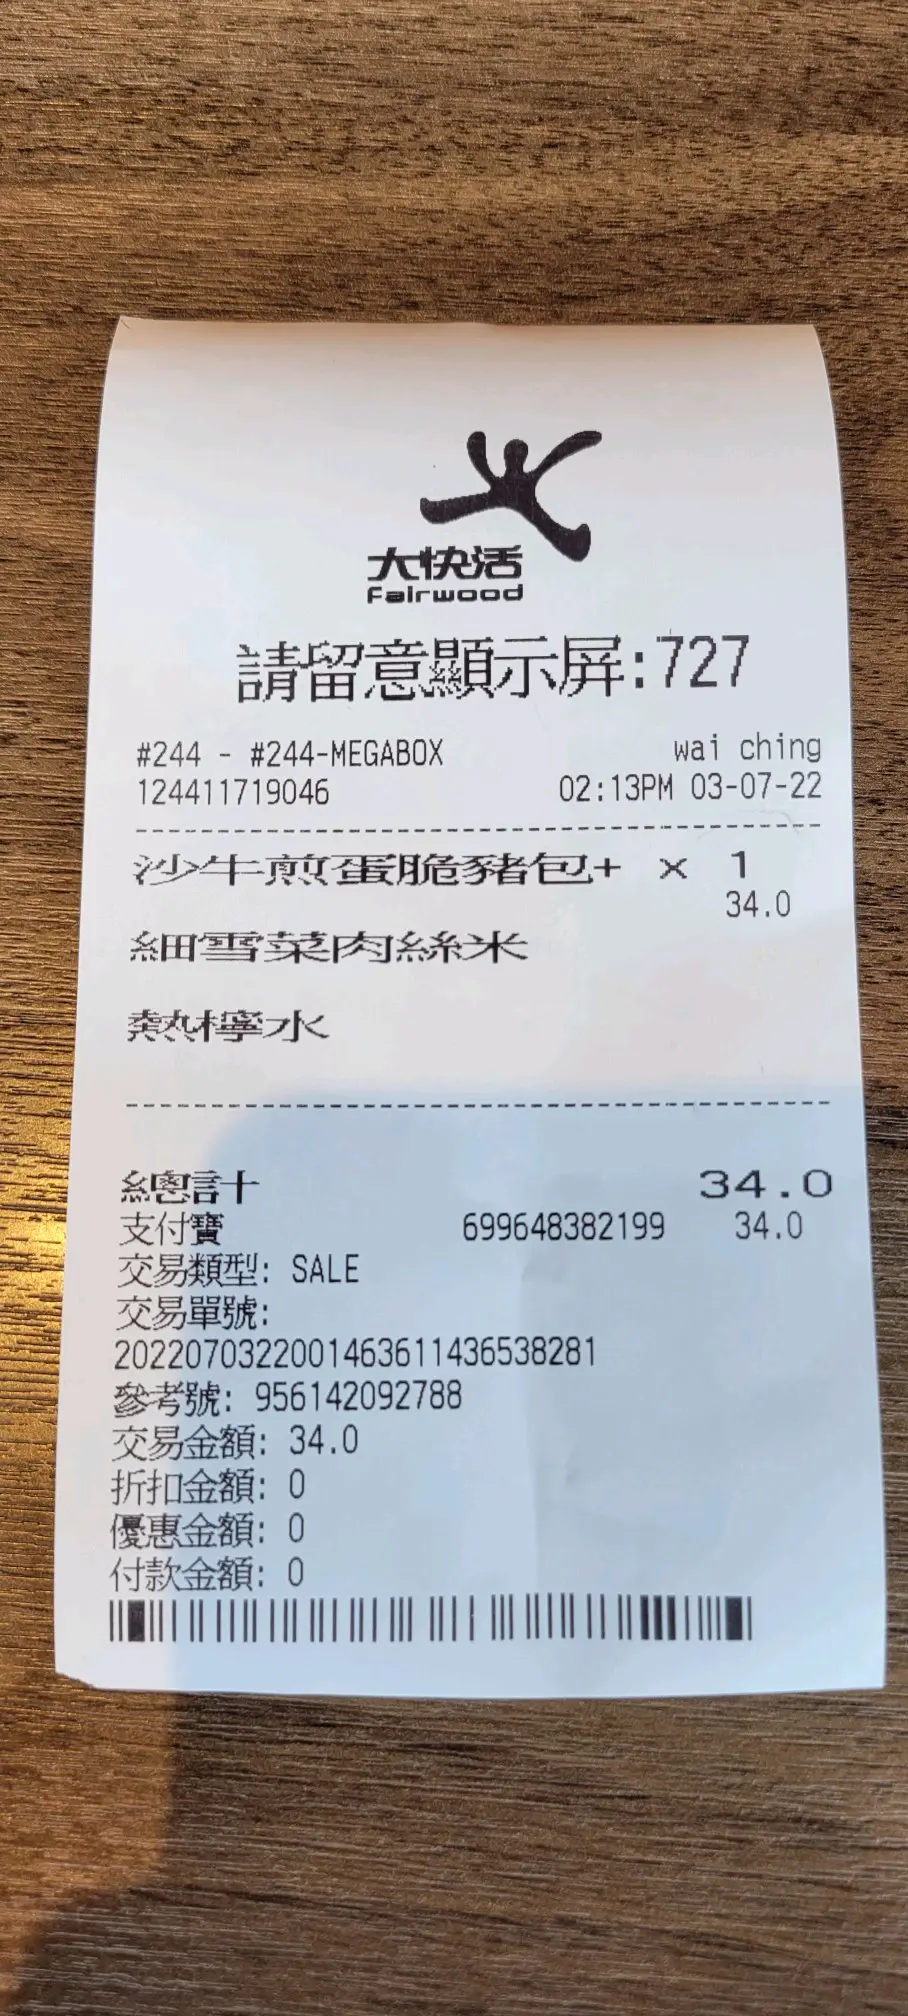 大快活
Fairwood
請留意顯示屏:727
#244 - #244-MEGABOX wai ching
124411719046 02:13PM 03-07-22
沙牛煎蛋脆豬包+ × 1
34.0
細雪菜肉絲米
熱檸水
總計 34.0
支付寶 699648382199 34.0
交易類型: SALE
交易單號:
2022070322001463611436538281
參考號: 956142092788
交易金額: 34.0
折扣金額: 0
優惠金額: 0
付款金額: 0